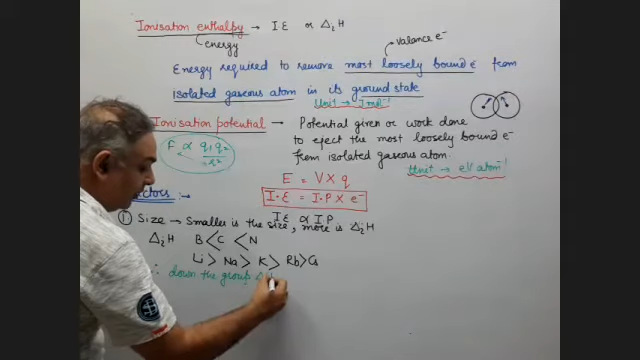 Ionisation enthalpy → I.E or ΔᵢH
energy
valance e⁻
Energy required to remove most loosely bound e⁻ from
isolated gaseous atom in its ground state
Unit → J mol⁻¹
Ionisation potential → Potential given or work done
to eject the most loosely bound e⁻
from isolated gaseous atom.
Unit → eV atom⁻¹
F ∝ q₁q₂/r²
E = V × q
I.E = I.P × e⁻
I E ∝ I P
① Size → Smaller is the size, more is ΔᵢH
ΔᵢH B < C < N
Li > Na > K > Rb > Cs
∴ down the group